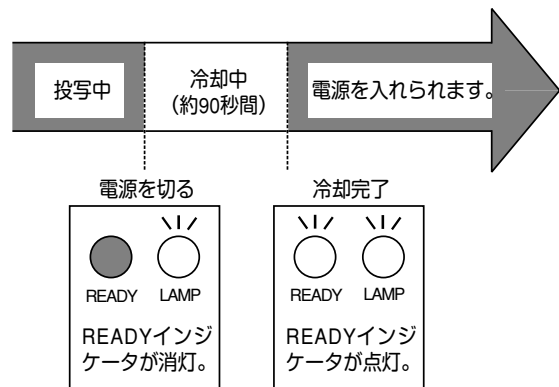 投写中
冷却中
（約90秒間）
電源を入れられます。
電源を切る
冷却完了
READY LAMP
READYインジ
ケータが消灯。
READY LAMP
READYインジ
ケータが点灯。